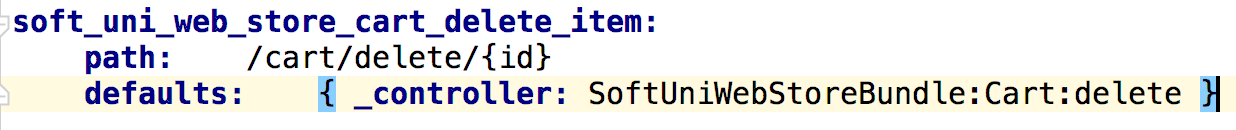 soft_uni_web_store_cart_delete_item:
    path:    /cart/delete/{id}
    defaults:    { _controller: SoftUniWebStoreBundle:Cart:delete }